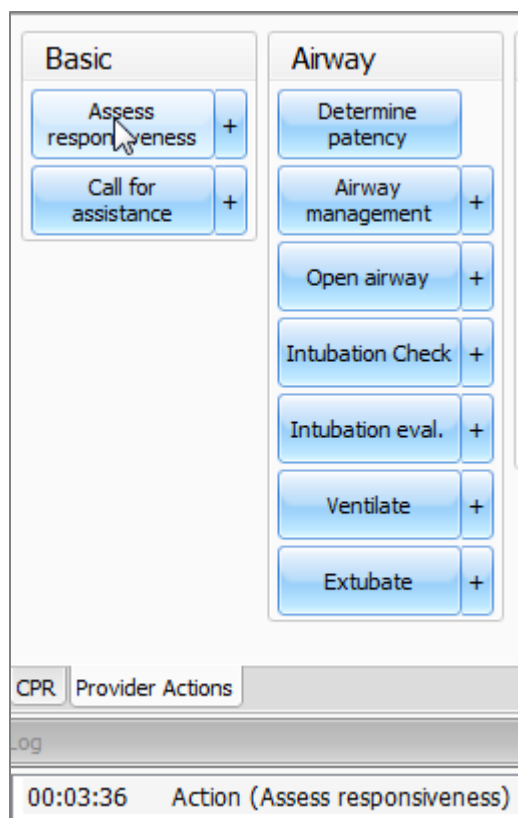 Basic
Assess
responsiveness
+
Call for
assistance
+
Airway
Determine
patency
Airway
management
+
Open airway
+
Intubation Check
+
Intubation eval.
+
Ventilate
+
Extubate
+
CPR
Provider Actions
Log
00:03:36 Action (Assess responsiveness)